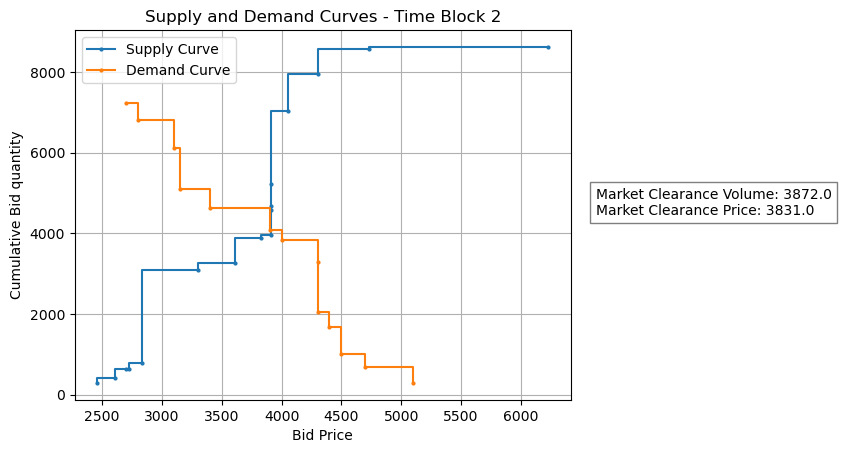 Supply and Demand Curves - Time Block 2
Supply Curve
Demand Curve
Cumulative Bid quantity
8000
6000
4000
2000
0
2500 3000 3500 4000 4500 5000 5500 6000
Bid Price
Market Clearance Volume: 3872.0
Market Clearance Price: 3831.0